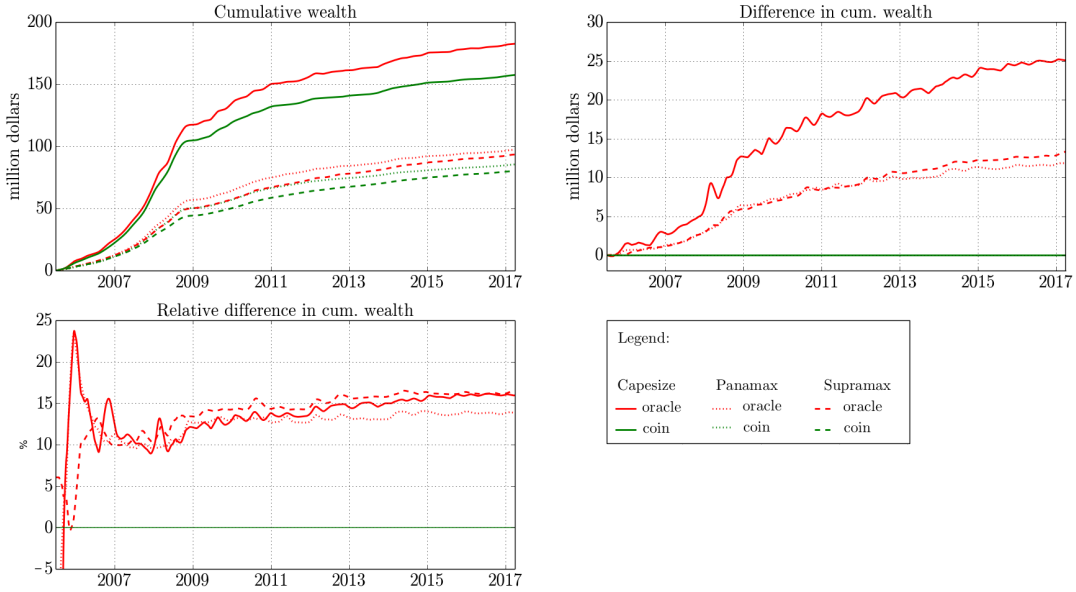 Cumulative wealth
200
150
100
50
0
million dollars
2007 2009 2011 2013 2015 2017
Difference in cum. wealth
30
25
20
15
10
5
0
million dollars
2007 2009 2011 2013 2015 2017
Relative difference in cum. wealth
25
20
15
10
5
0
-5
%
2007 2009 2011 2013 2015 2017
Legend:
Capesize Panamax Supramax
oracle oracle oracle
coin coin coin